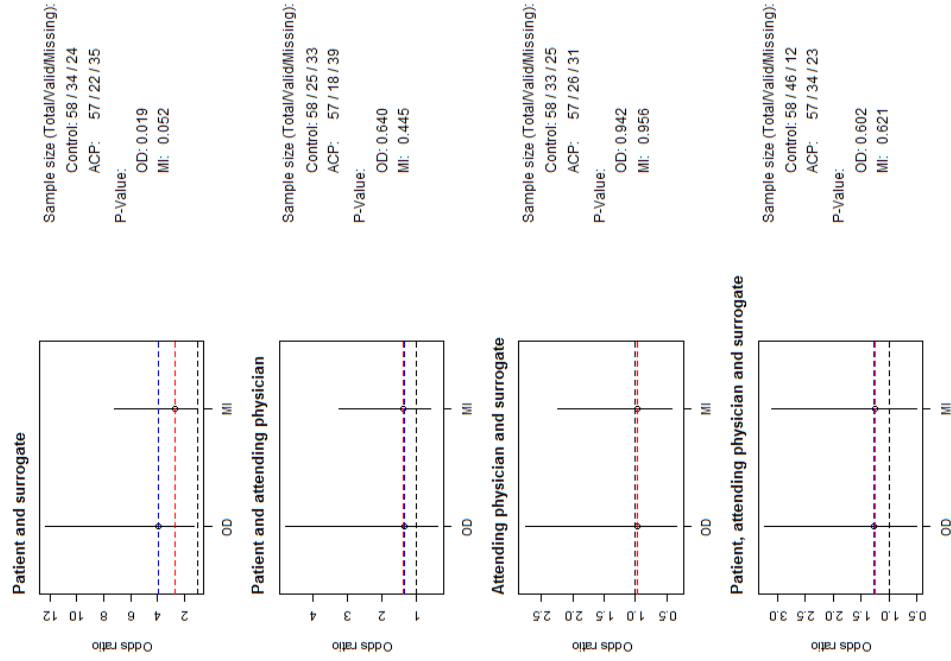 Patient and surrogate
Odds ratio
2
4
6
8
10
12
OD
MI
Sample size (Total/Valid/Missing):
Control: 58 / 34 / 24
ACP: 57 / 22 / 35
P-Value:
OD: 0.019
MI: 0.052
Patient and attending physician
Odds ratio
1
2
3
4
OD
MI
Sample size (Total/Valid/Missing):
Control: 58 / 25 / 33
ACP: 57 / 18 / 39
P-Value:
OD: 0.640
MI: 0.445
Attending physician and surrogate
Odds ratio
0.5
1.0
1.5
2.0
2.5
OD
MI
Sample size (Total/Valid/Missing):
Control: 58 / 33 / 25
ACP: 57 / 26 / 31
P-Value:
OD: 0.942
MI: 0.956
Patient, attending physician and surrogate
Odds ratio
0.5
1.0
1.5
2.0
2.5
3.0
OD
MI
Sample size (Total/Valid/Missing):
Control: 58 / 46 / 12
ACP: 57 / 34 / 23
P-Value:
OD: 0.602
MI: 0.621